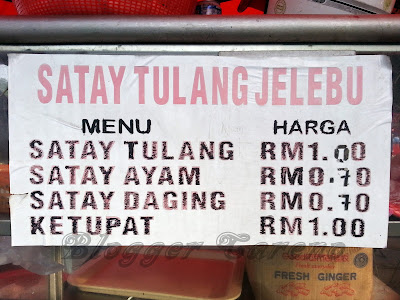 SATAY TULANG JELEBU
MENU HARGA
SATAY TULANG RM1.00
SATAY AYAM RM0.70
SATAY DAGING RM0.70
KETUPAT RM1.00
Blogger
FRESH GINGER